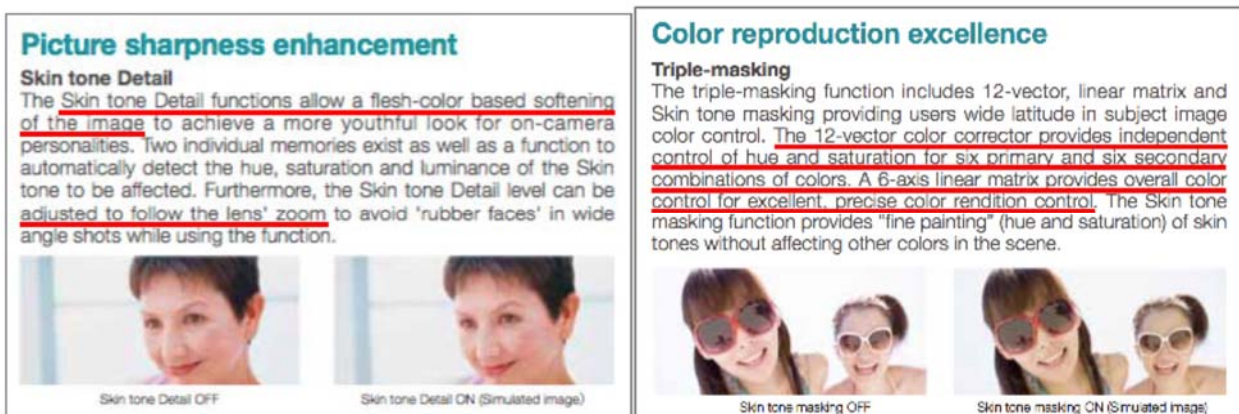 Picture sharpness enhancement
Skin tone Detail
The Skin tone Detail functions allow a flesh-color based softening
of the image to achieve a more youthful look for on-camera
personalities. Two individual memories exist as well as a function to
automatically detect the hue, saturation and luminance of the Skin
tone to be affected. Furthermore, the Skin tone Detail level can be
adjusted to follow the lens' zoom to avoid 'rubber faces' in wide
angle shots while using the function.
Skin tone Detail OFF
Skin tone Detail ON (Simulated image)
Color reproduction excellence
Triple-masking
The triple-masking function includes 12-vector, linear matrix and
Skin tone masking providing users wide latitude in subject image
color control. The 12-vector color corrector provides independent
control of hue and saturation for six primary and six secondary
combinations of colors. A 6-axis linear matrix provides overall color
control for excellent, precise color rendition control. The Skin tone
masking function provides "fine painting" (hue and saturation) of skin
tones without affecting other colors in the scene.
Skin tone masking OFF
Skin tone masking ON (Simulated image)